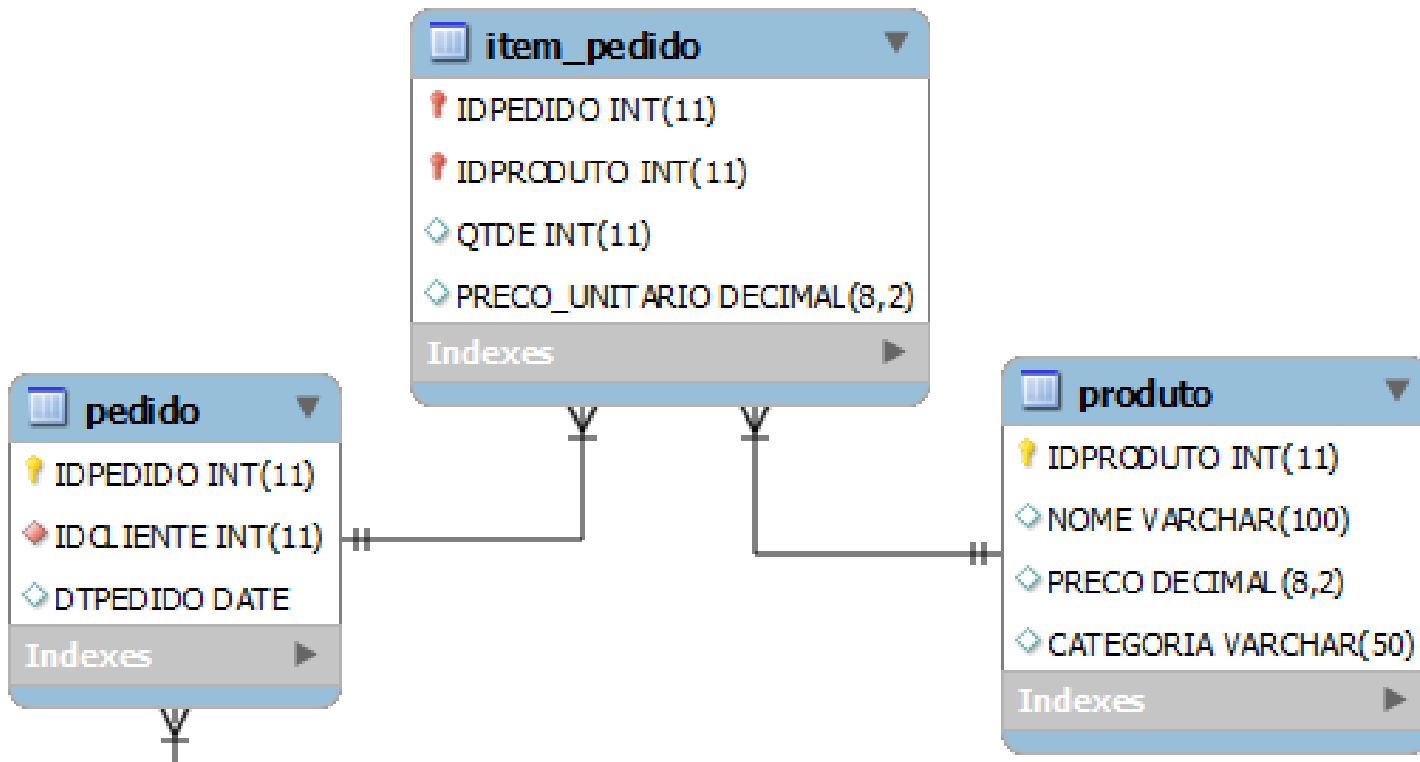 item_pedido
IDPEDIDO INT(11)
IDPRODUTO INT(11)
QTDE INT(11)
PRECO_UNITARIO DECIMAL(8,2)
Indexes
pedido
IDPEDIDO INT(11)
IDCLIENTE INT(11)
DTPEDIDO DATE
Indexes
produto
IDPRODUTO INT(11)
NOME VARCHAR(100)
PRECO DECIMAL(8,2)
CATEGORIA VARCHAR(50)
Indexes